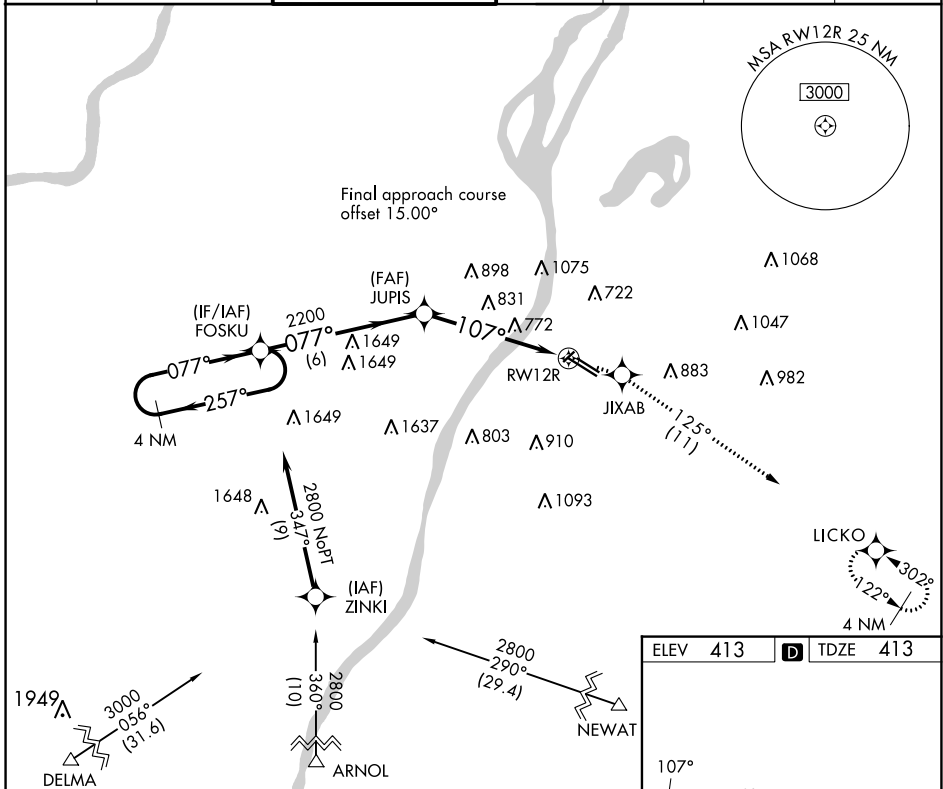 MSA RW12R 25 NM
3000
Final approach course
offset 15.00°
(FAF)
JUPIS
(IF/IAF)
FOSKU
2200
077°
(6)
077°
257°
4 NM
107°
RW12R
JIXAB
125°
(11)
898
1075
831
722
772
1068
1047
883
982
1649
1649
1649
1637
803
910
1093
1648
2800 NoPT
347°
(9)
(IAF)
ZINKI
2800
360°
(10)
ARNOL
1949
3000
056°
(31.6)
DELMA
2800
290°
(29.4)
NEWAT
LICKO
302°
122°
4 NM
ELEV 413 D TDZE 413
107°